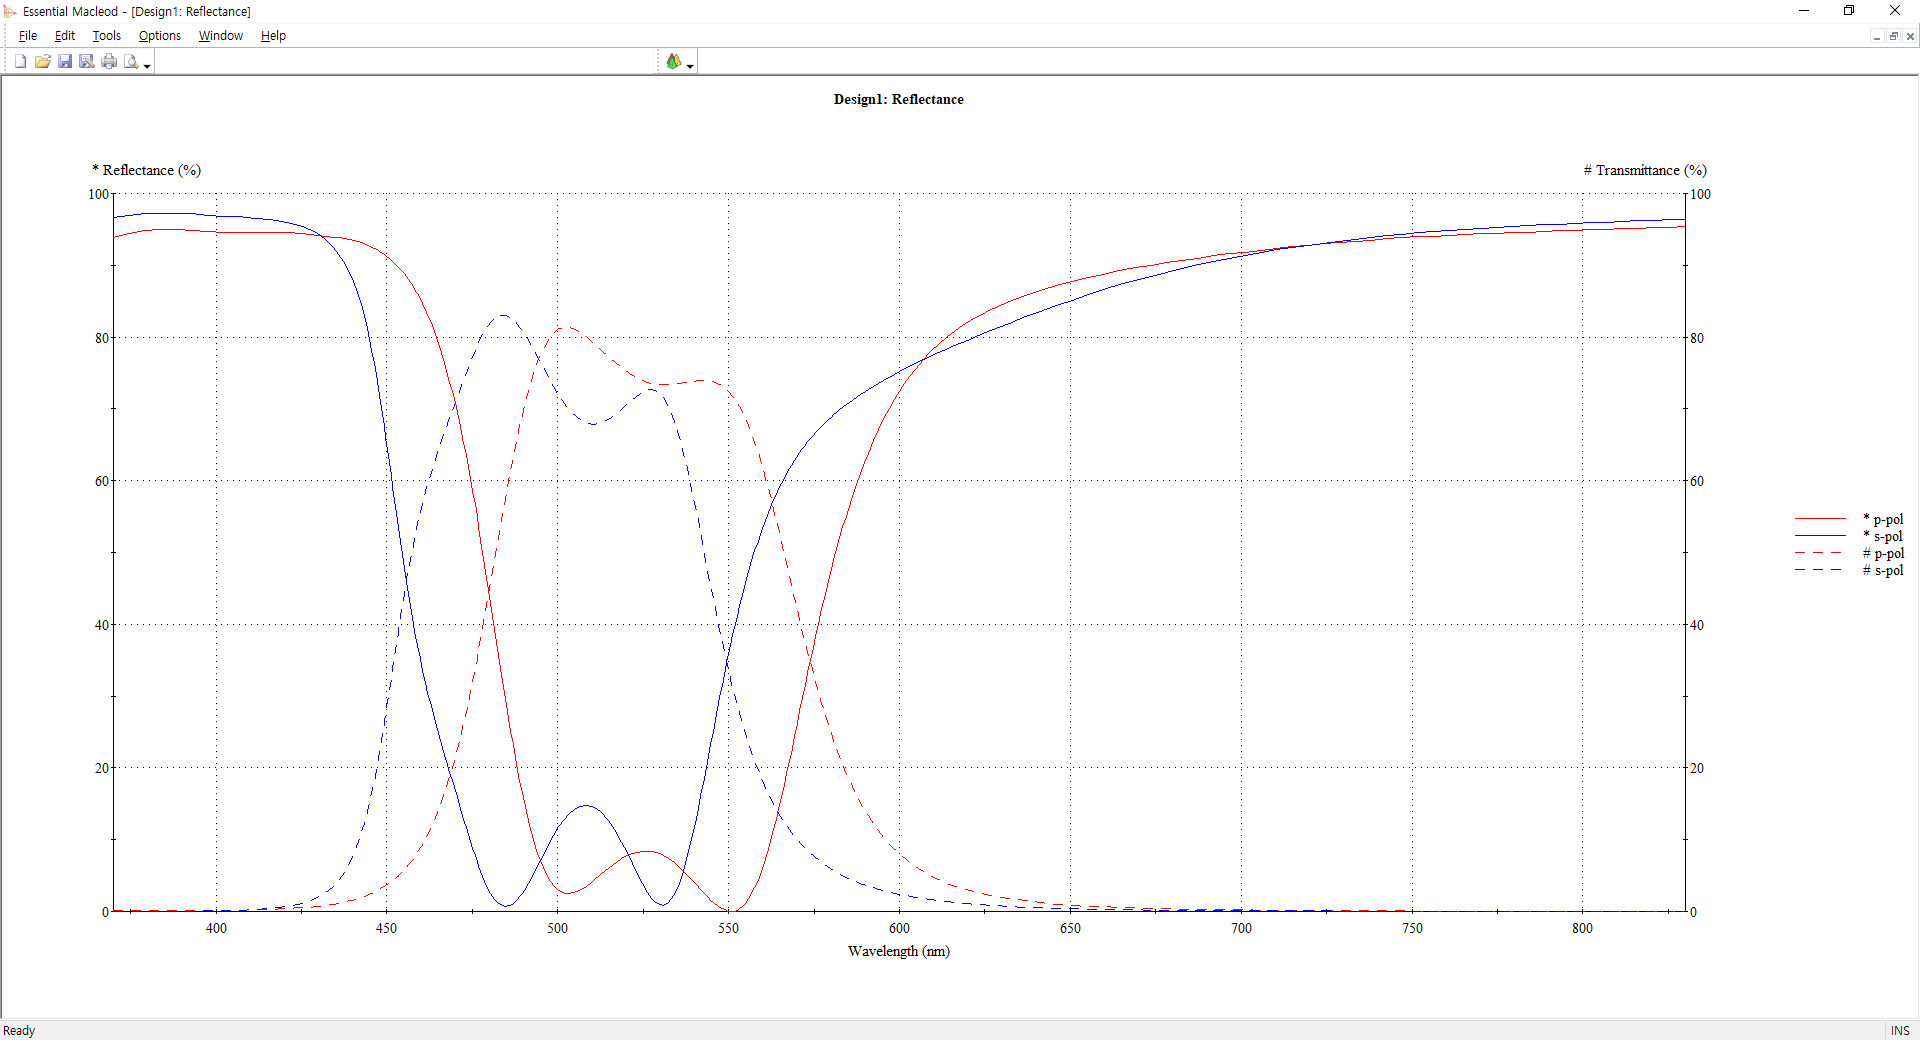 Essential Macleod - [Design1: Reflectance]
File Edit Tools Options Window Help
Design1: Reflectance
* Reflectance (%)
# Transmittance (%)
100
80
60
40
20
0
100
80
60
40
20
0
400 450 500 550 600 650 700 750 800
Wavelength (nm)
* p-pol
* s-pol
# p-pol
# s-pol
Ready
INS